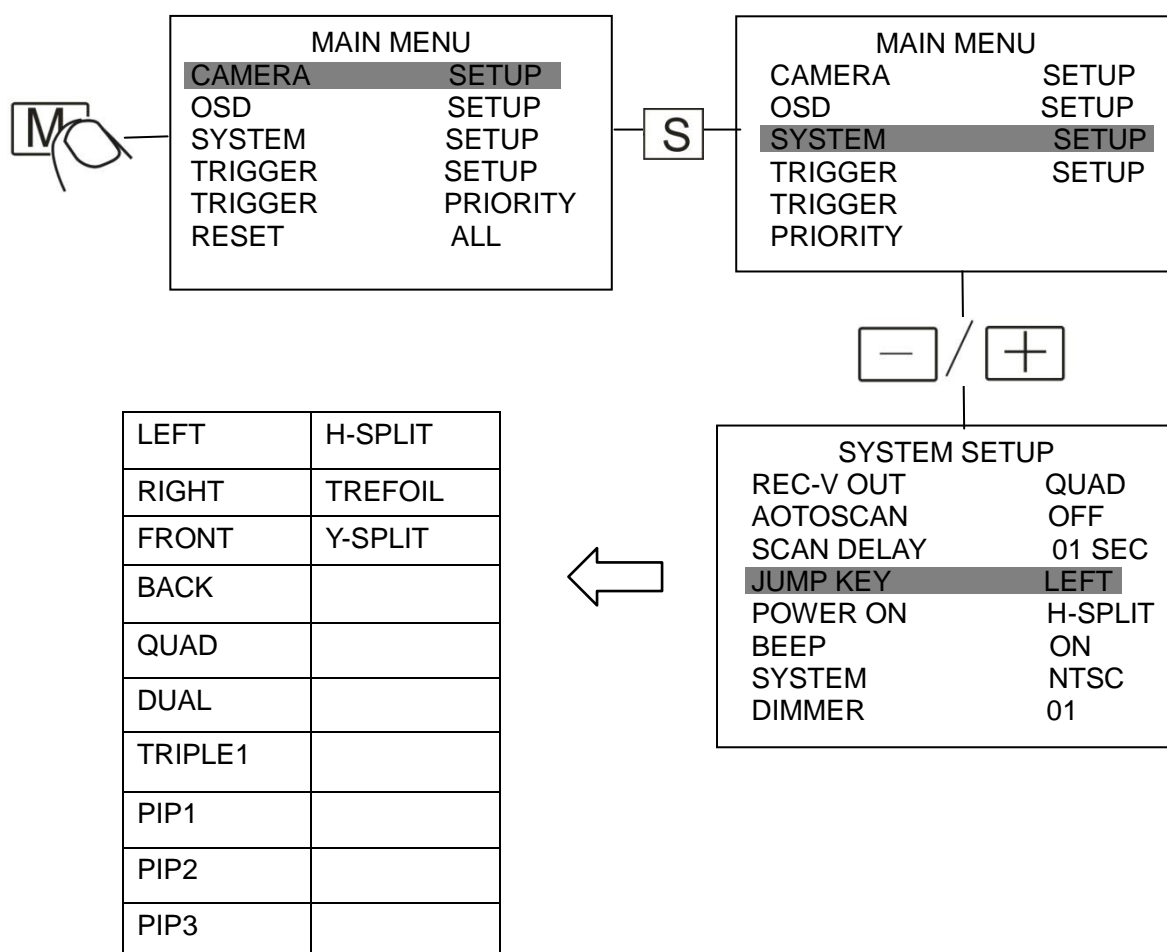 M
MAIN MENU
CAMERA SETUP
OSD SETUP
SYSTEM SETUP
TRIGGER SETUP
TRIGGER PRIORITY
RESET ALL
S
MAIN MENU
CAMERA SETUP
OSD SETUP
SYSTEM SETUP
TRIGGER SETUP
TRIGGER
PRIORITY
− / +
SYSTEM SETUP
REC-V OUT QUAD
AOTOSCAN OFF
SCAN DELAY 01 SEC
JUMP KEY LEFT
POWER ON H-SPLIT
BEEP ON
SYSTEM NTSC
DIMMER 01
LEFT H-SPLIT
RIGHT TREFOIL
FRONT Y-SPLIT
BACK
QUAD
DUAL
TRIPLE1
PIP1
PIP2
PIP3